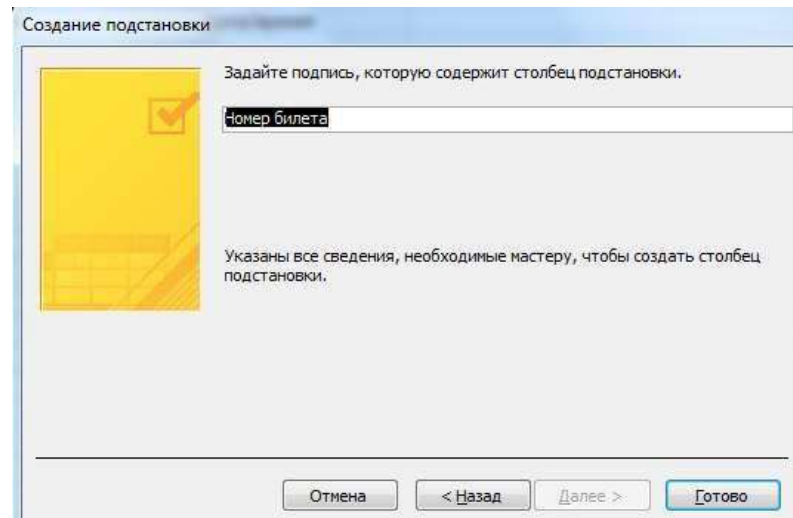 Создание подстановки
Задайте подпись, которую содержит столбец подстановки.
Номер билета
Указаны все сведения, необходимые мастеру, чтобы создать столбец
подстановки.
Отмена
< Назад
Далее >
Готово